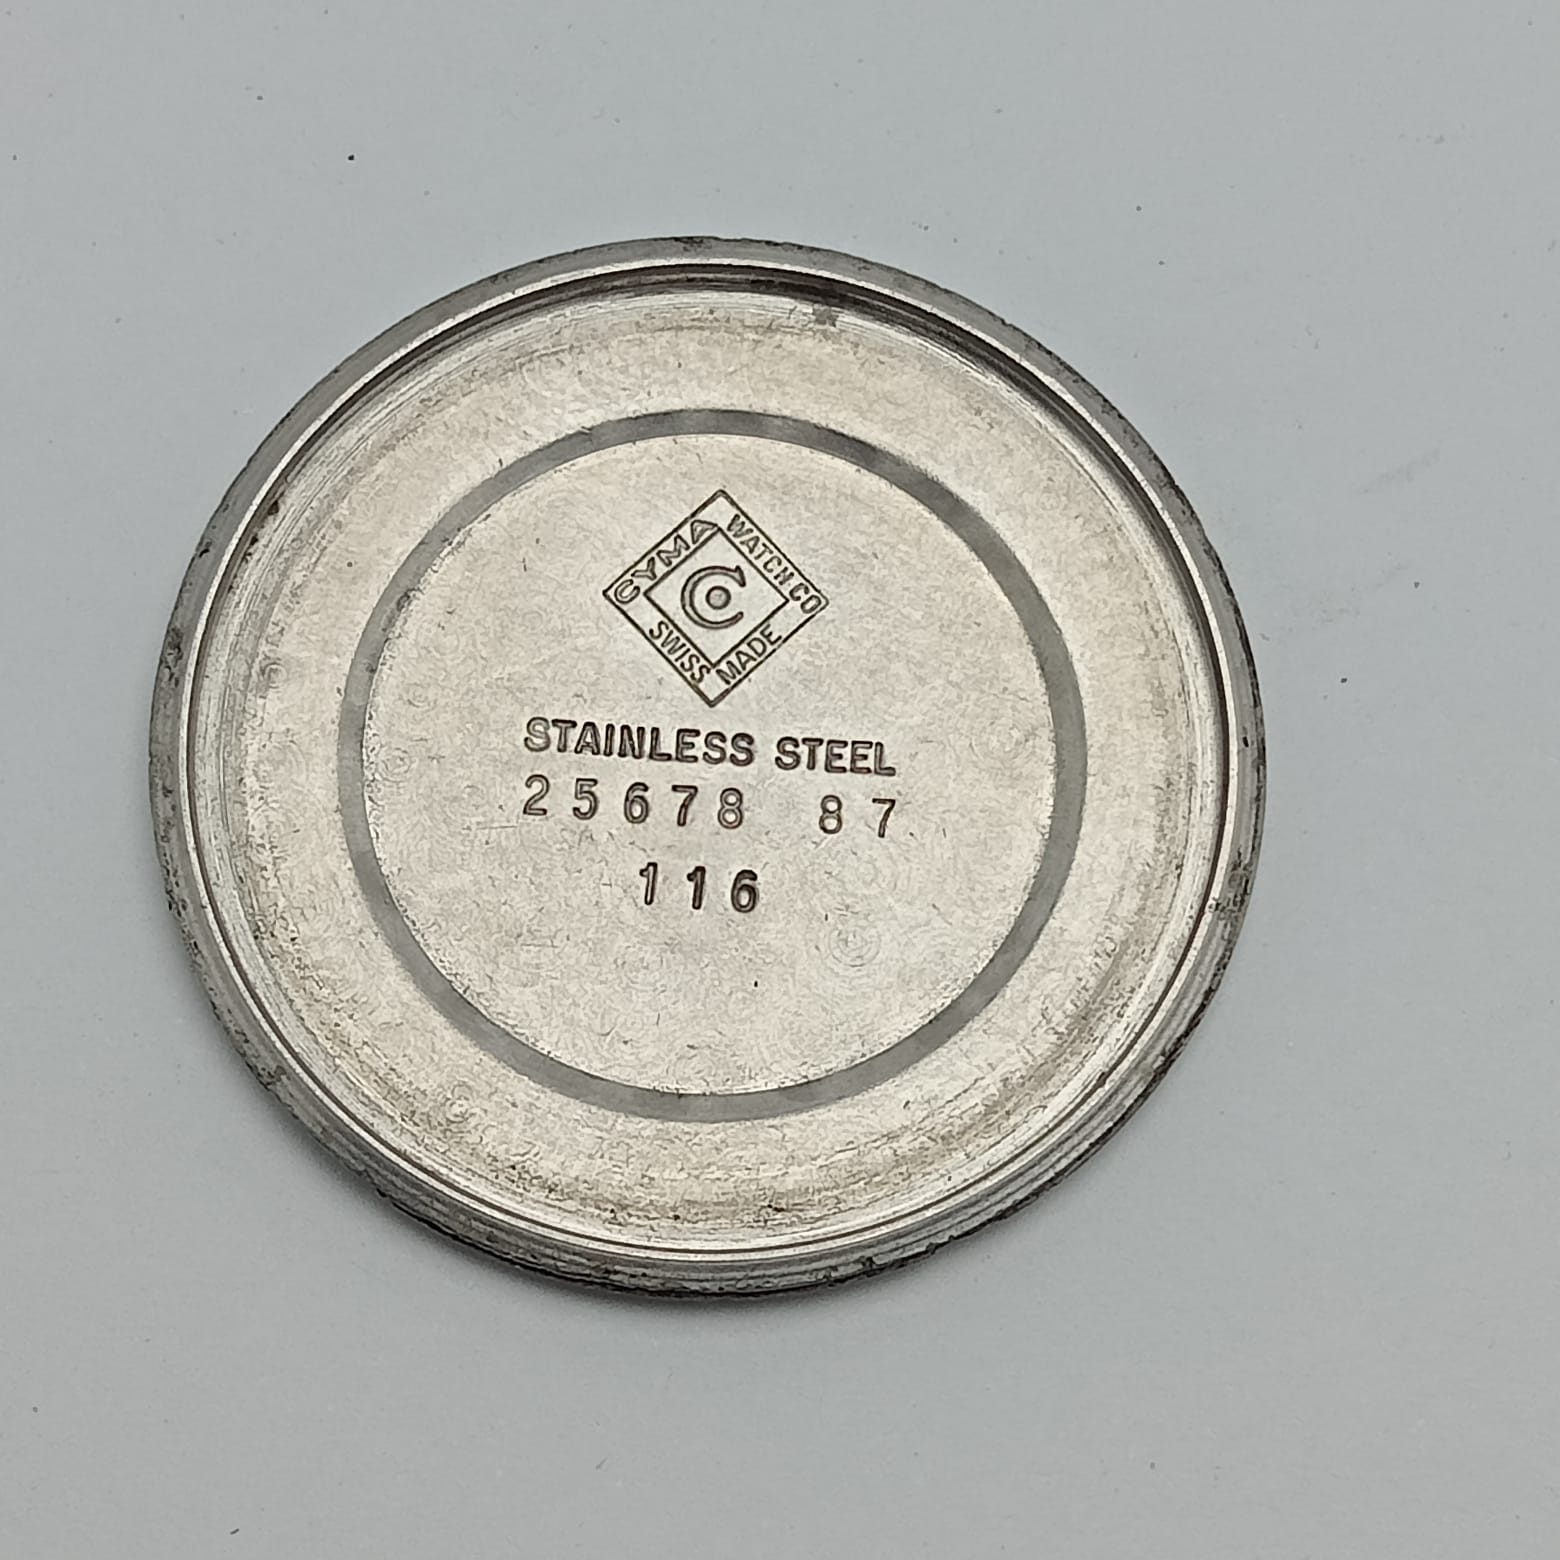 CYMA
WATCH.CO
SWISS
MADE
STAINLESS STEEL
25678 87
116